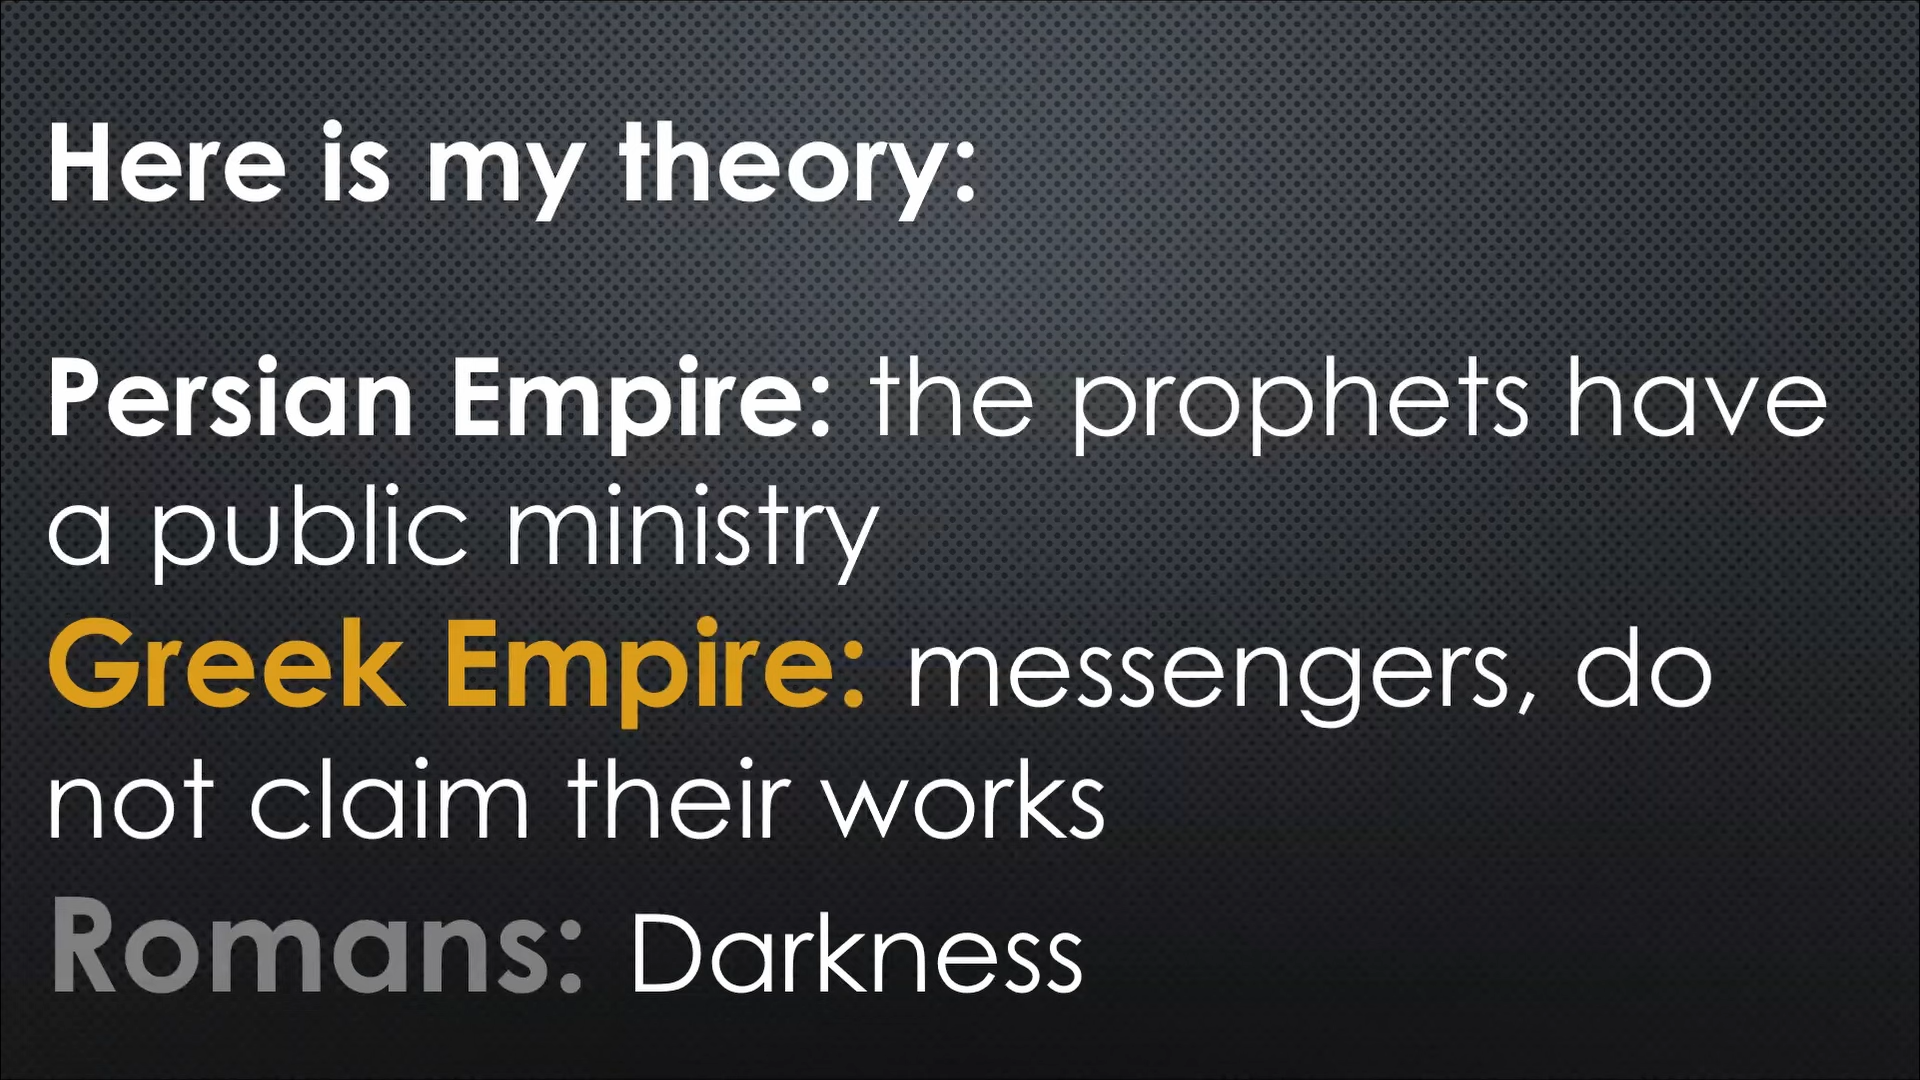 Here is my theory:
Persian Empire: the prophets have
a public ministry
Greek Empire: messengers, do
not claim their works
Romans: Darkness